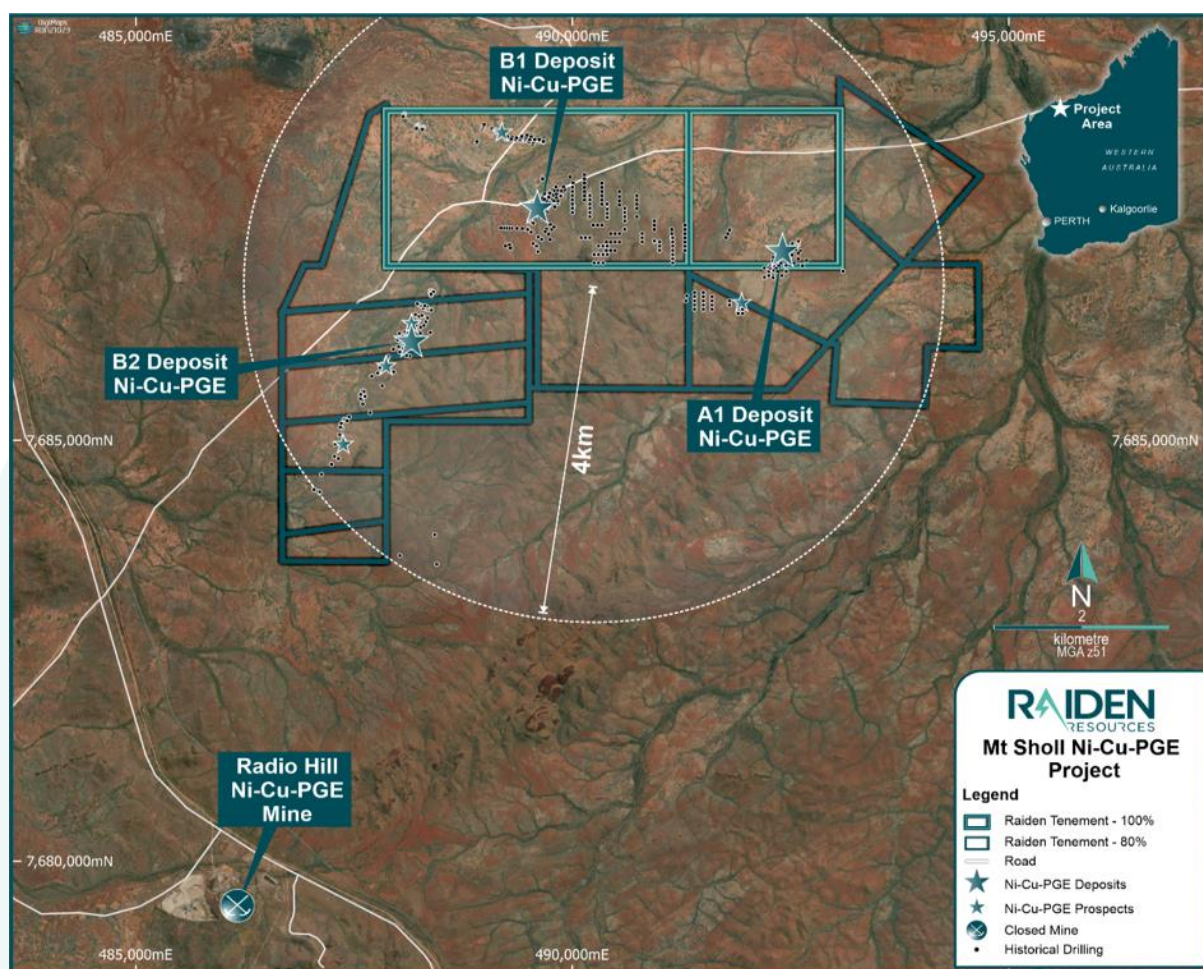 DigiMaps
485,000mE
490,000mE
495,000mE
B1 Deposit
Ni-Cu-PGE
Project
Area
WESTERN
AUSTRALIA
Kalgoorlie
PERTH
B2 Deposit
Ni-Cu-PGE
A1 Deposit
Ni-Cu-PGE
4km
7,685,000mN
7,685,000mN
N
2
kilometre
MGA z51
RAIDEN
RESOURCES
Mt Sholl Ni-Cu-PGE
Project
Legend
Raiden Tenement - 100%
Raiden Tenement - 80%
Road
Ni-Cu-PGE Deposits
Ni-Cu-PGE Prospects
Closed Mine
Historical Drilling
Radio Hill
Ni-Cu-PGE
Mine
7,680,000mN
485,000mE
490,000mE